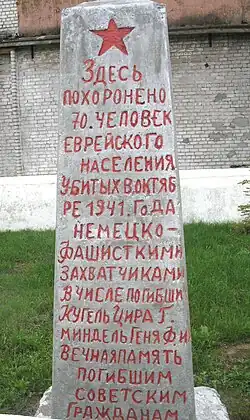 Здесь
похоронено
70. человек
еврейского
населения
убитых в октяб
ре 1941. года
немецко-
фашисткими
захватчиками
в числе погибши
Кугель Цира Г.
Миндель Геня Ф и
вечная память
погибшим
советским
гражданам